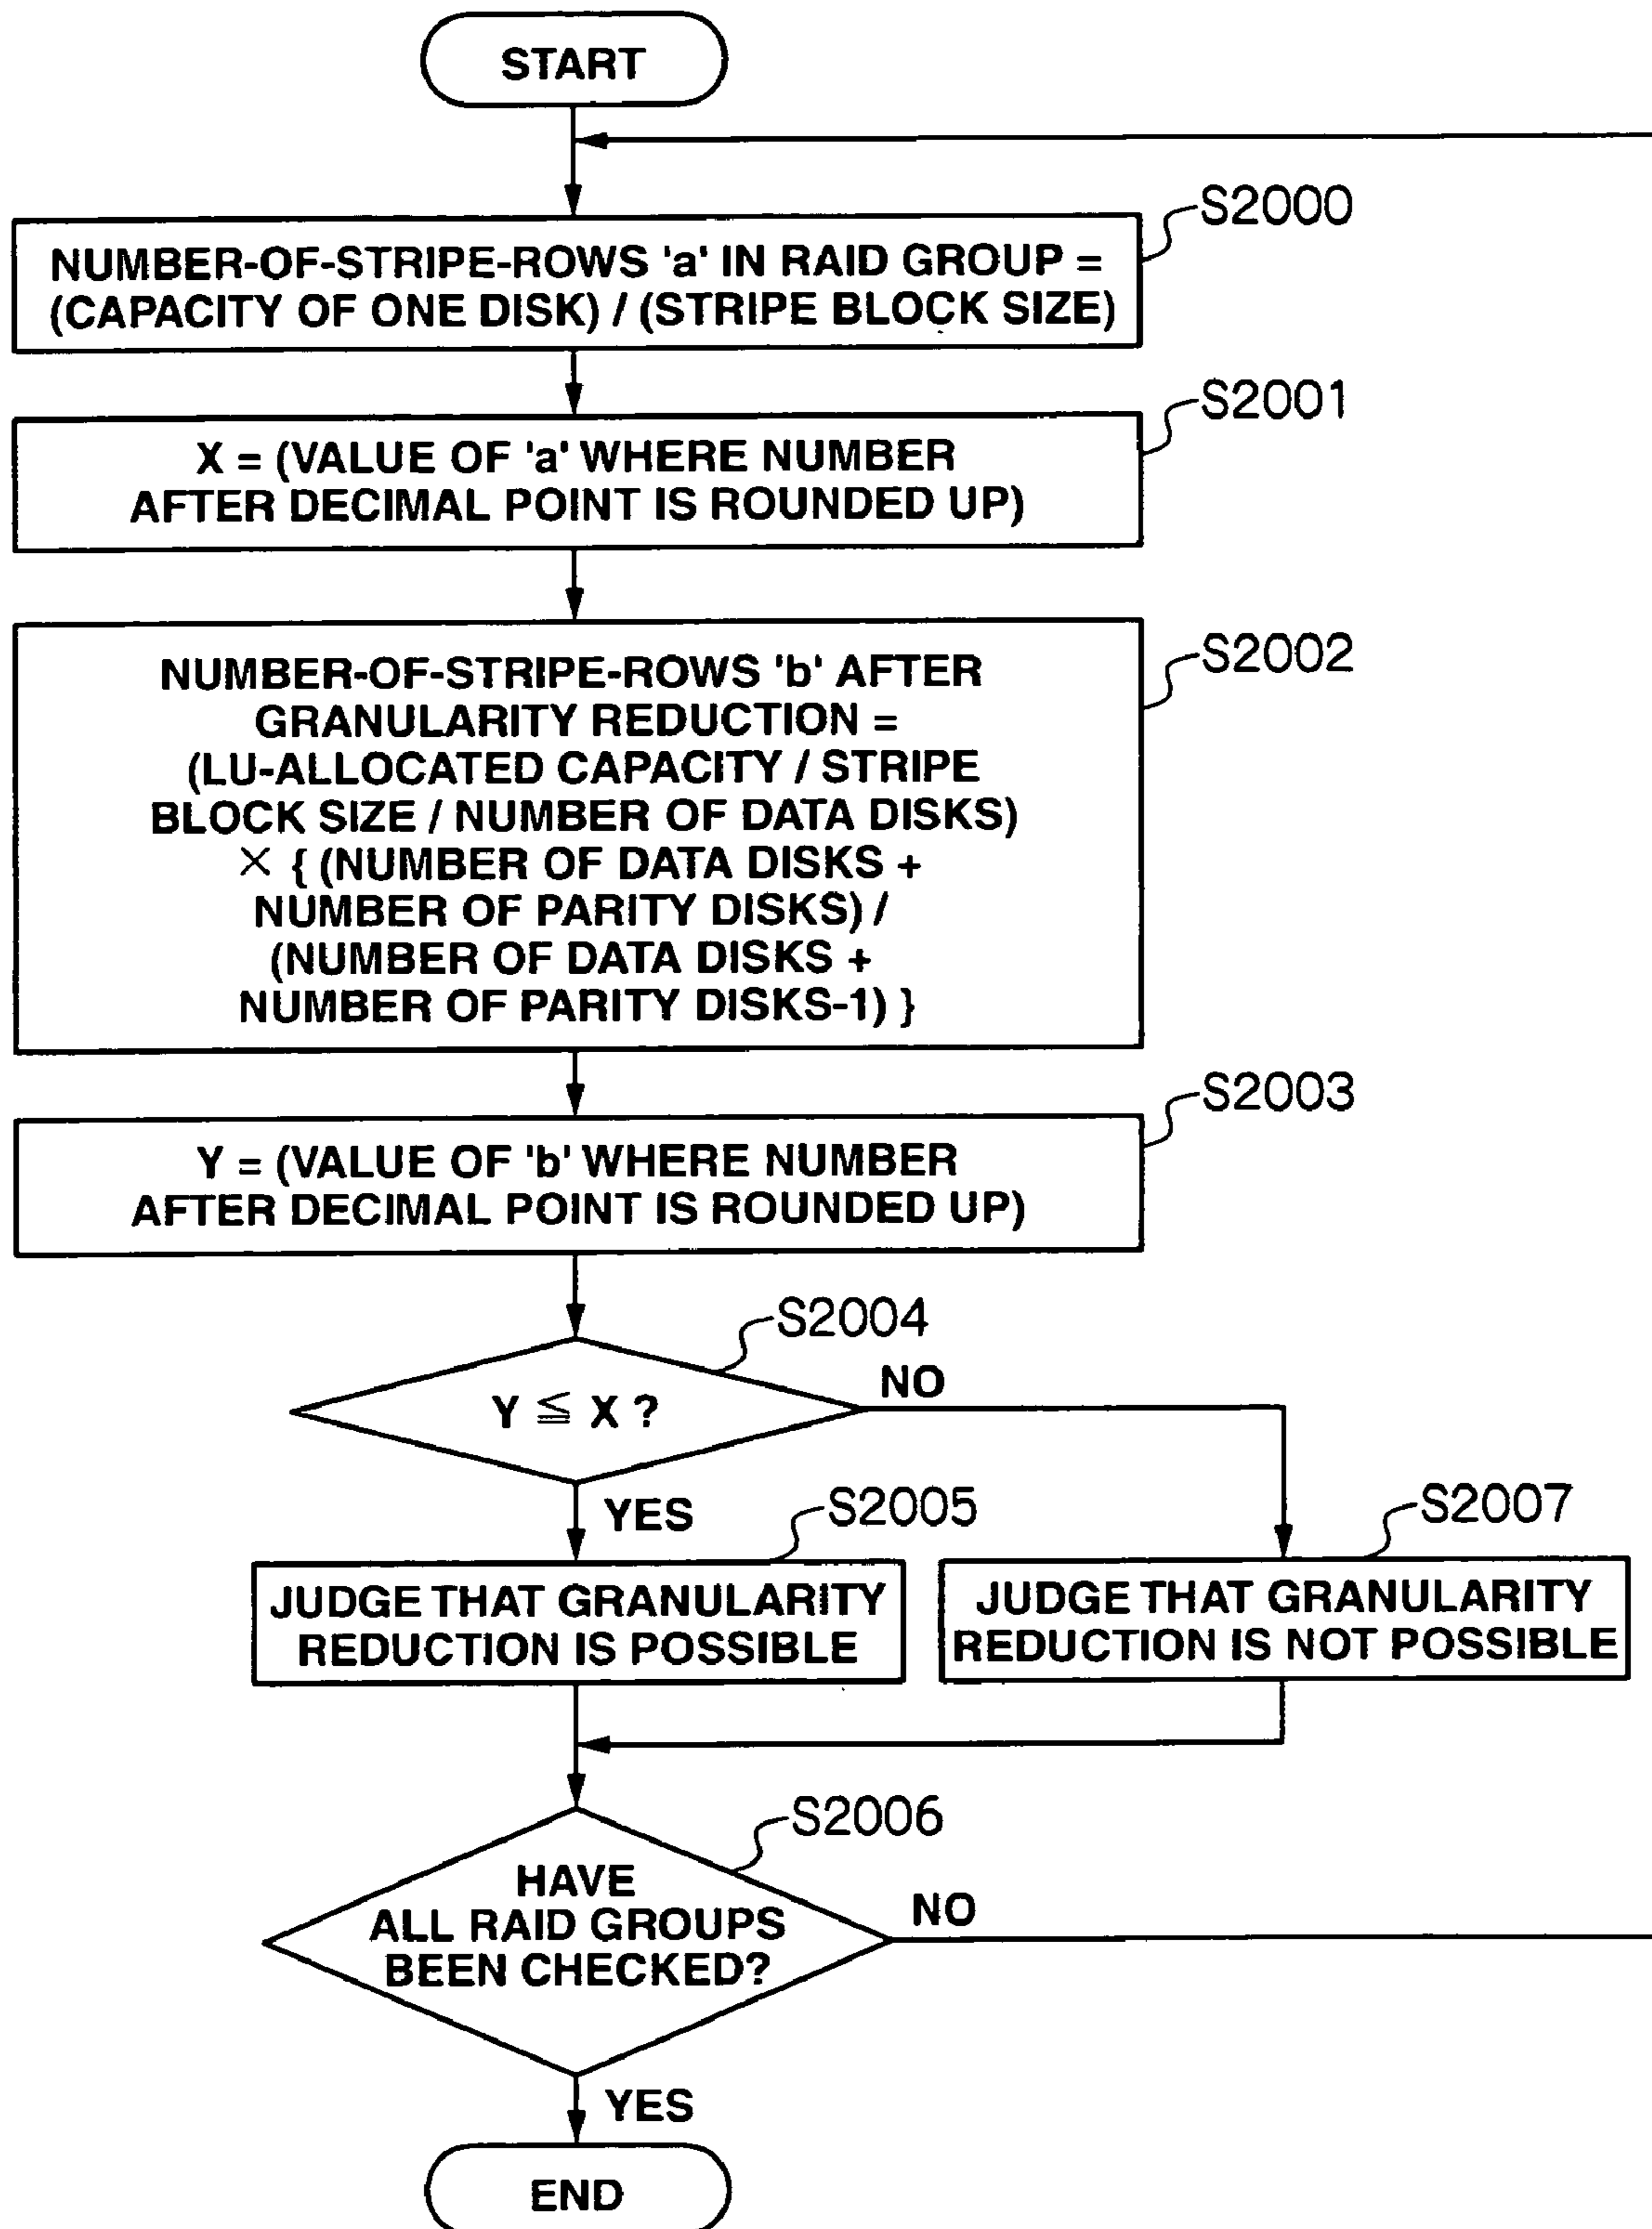 START
S2000
NUMBER-OF-STRIPE-ROWS 'a' IN RAID GROUP =
(CAPACITY OF ONE DISK) / (STRIPE BLOCK SIZE)
S2001
X = (VALUE OF 'a' WHERE NUMBER
AFTER DECIMAL POINT IS ROUNDED UP)
S2002
NUMBER-OF-STRIPE-ROWS 'b' AFTER
GRANULARITY REDUCTION =
(LU-ALLOCATED CAPACITY / STRIPE
BLOCK SIZE / NUMBER OF DATA DISKS)
× { (NUMBER OF DATA DISKS +
NUMBER OF PARITY DISKS) /
(NUMBER OF DATA DISKS +
NUMBER OF PARITY DISKS-1) }
S2003
Y = (VALUE OF 'b' WHERE NUMBER
AFTER DECIMAL POINT IS ROUNDED UP)
S2004
Y ≦ X ?
NO
YES
S2005
JUDGE THAT GRANULARITY
REDUCTION IS POSSIBLE
S2007
JUDGE THAT GRANULARITY
REDUCTION IS NOT POSSIBLE
S2006
HAVE
ALL RAID GROUPS
BEEN CHECKED?
NO
YES
END